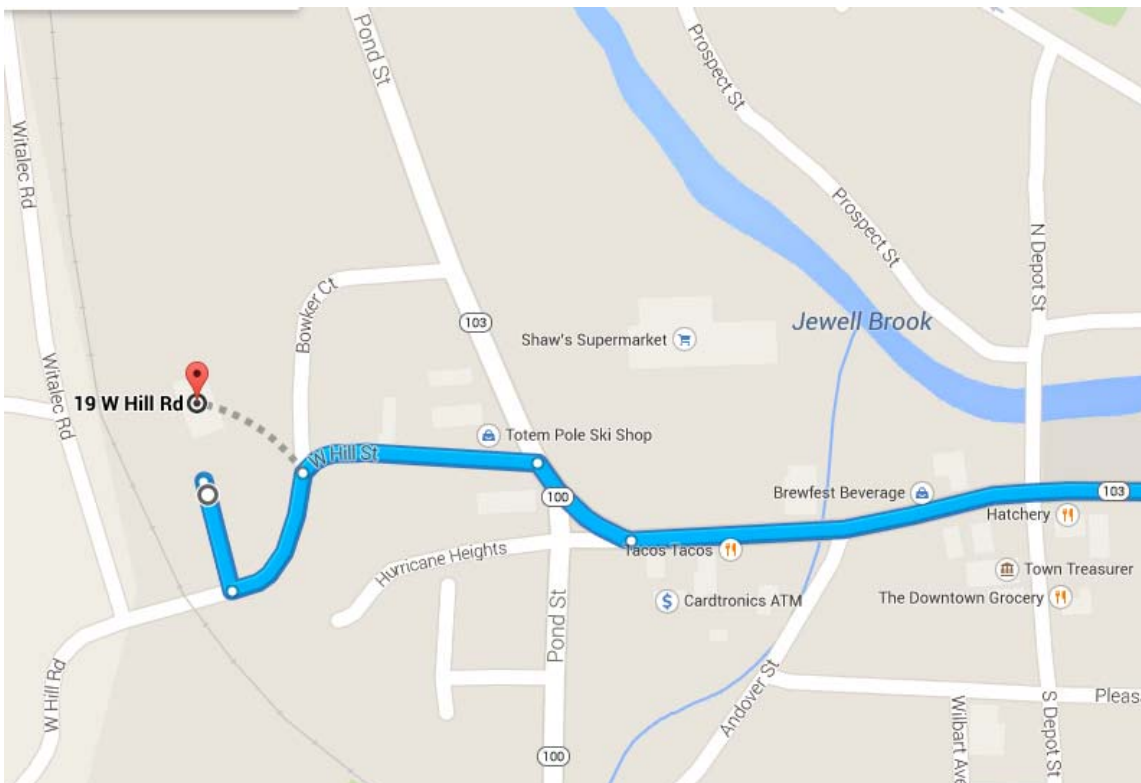 Pond St
Prospect St
Witalec Rd
Prospect St
N Depot St
Bowker Ct
103
Jewell Brook
Shaw's Supermarket
Witalec Rd
19 W Hill Rd
Totem Pole Ski Shop
W Hill St
100
Brewfest Beverage
103
Hatchery
Tacos Tacos
Hurricane Heights
Town Treasurer
$
Cardtronics ATM
The Downtown Grocery
Pond St
W Hill Rd
Andover St
Pleas
Wilbart Ave
S Depot St
100